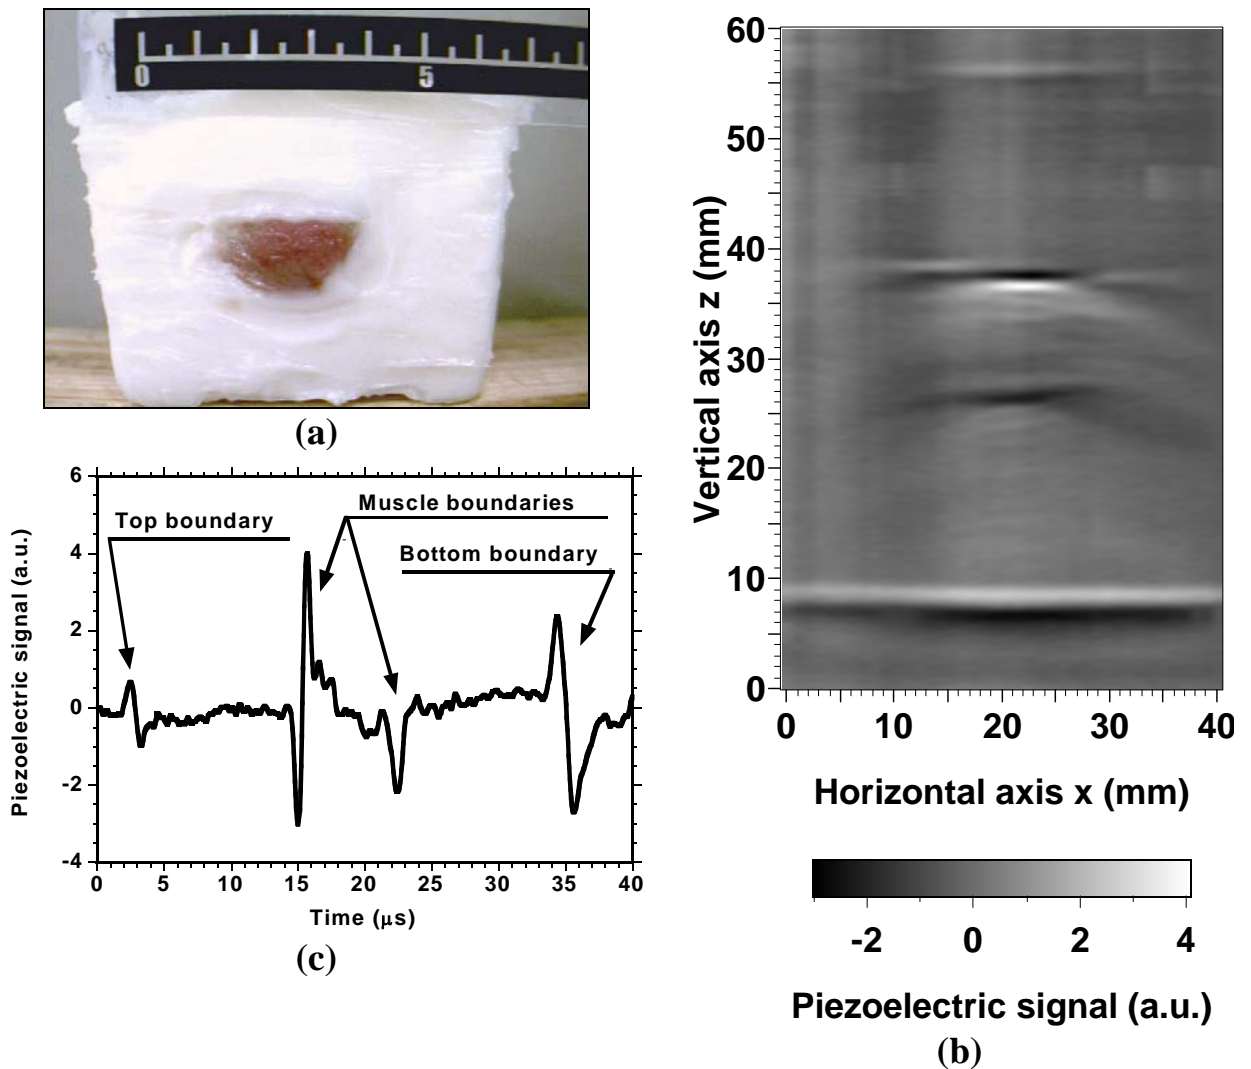 0 5
(a)
60
50
40
30
20
10
0
Vertical axis z (mm)
0 10 20 30 40
Horizontal axis x (mm)
-2 0 2 4
Piezoelectric signal (a.u.)
(b)
6
4
2
0
-2
-4
Piezoelectric signal (a.u.)
Top boundary
Muscle boundaries
Bottom boundary
0 5 10 15 20 25 30 35 40
Time (μs)
(c)